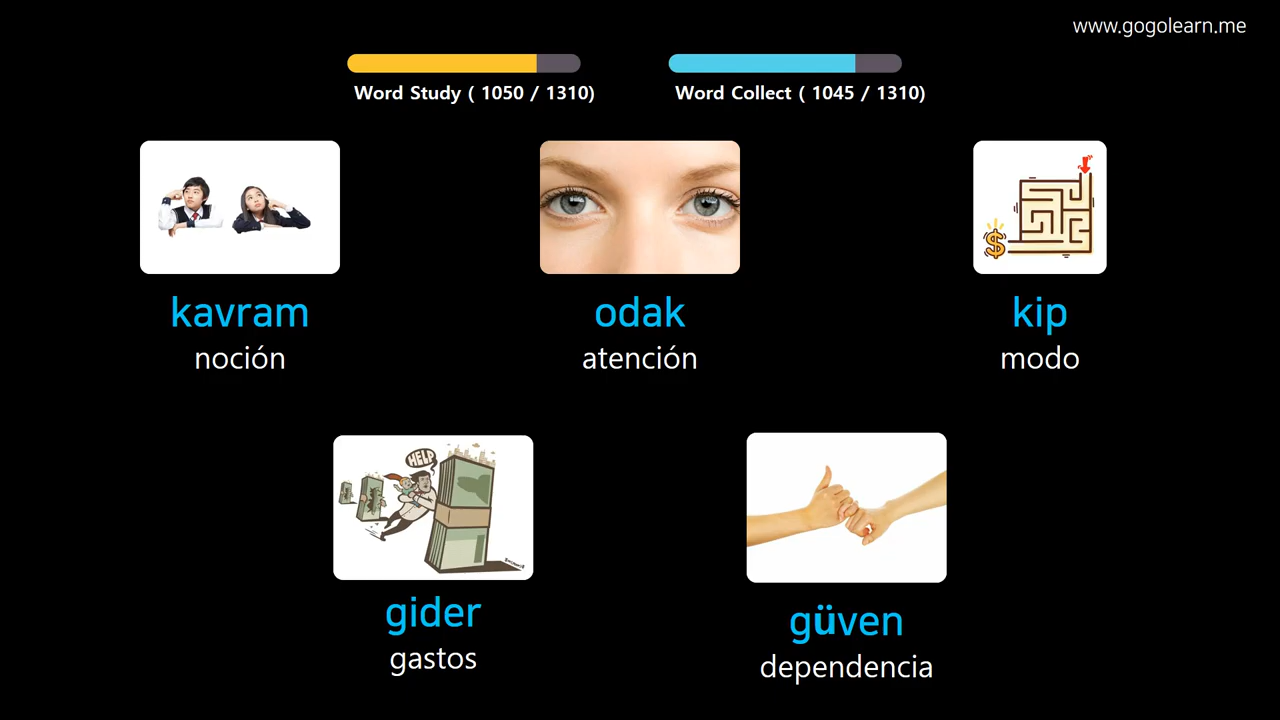 www.gogolearn.me
Word Study ( 1050 / 1310)
Word Collect ( 1045 / 1310)
kavram
noción
odak
atención
kip
modo
HELP
$
gider
gastos
güven
dependencia